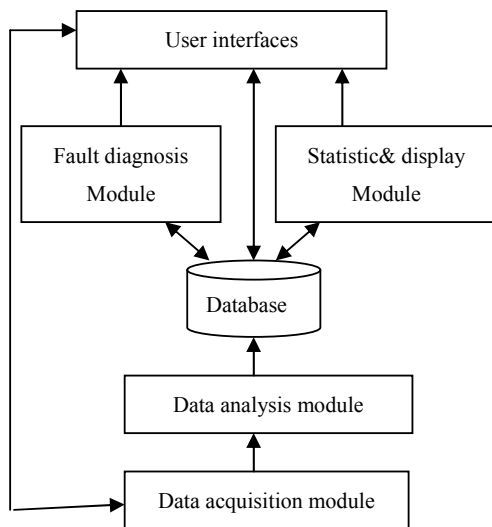 User interfaces
Fault diagnosis
Module
Statistic& display
Module
Database
Data analysis module
Data acquisition module